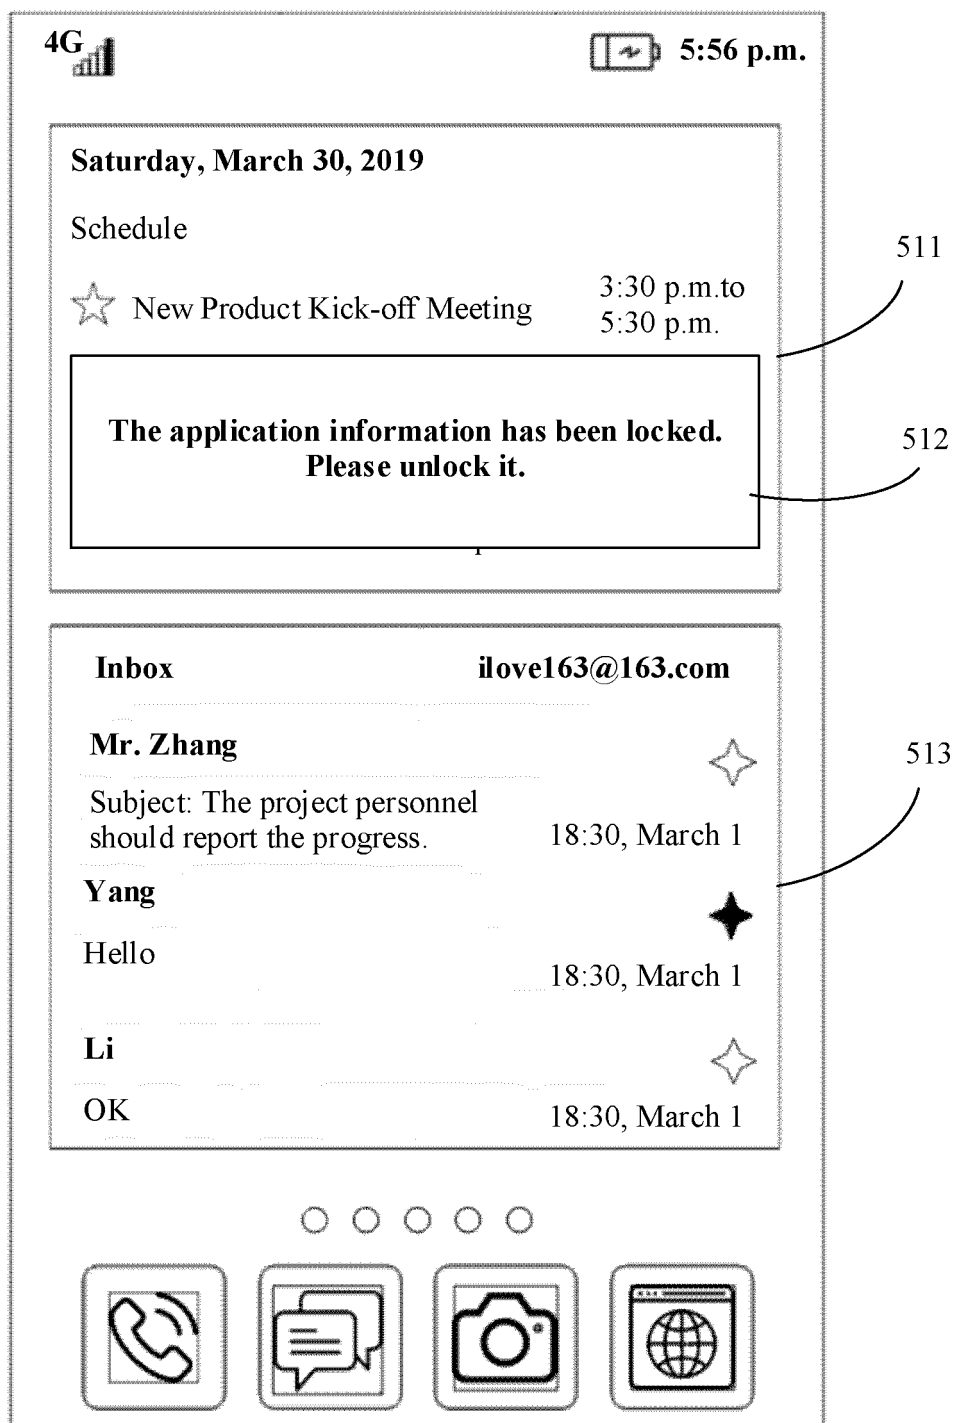 4G
5:56 p.m.
Saturday, March 30, 2019
Schedule
511
New Product Kick-off Meeting
3:30 p.m.to
5:30 p.m.
The application information has been locked.
Please unlock it.
512
Inbox
ilove163@163.com
Mr. Zhang
513
Subject: The project personnel
should report the progress.
18:30, March 1
Yang
Hello
18:30, March 1
Li
OK
18:30, March 1